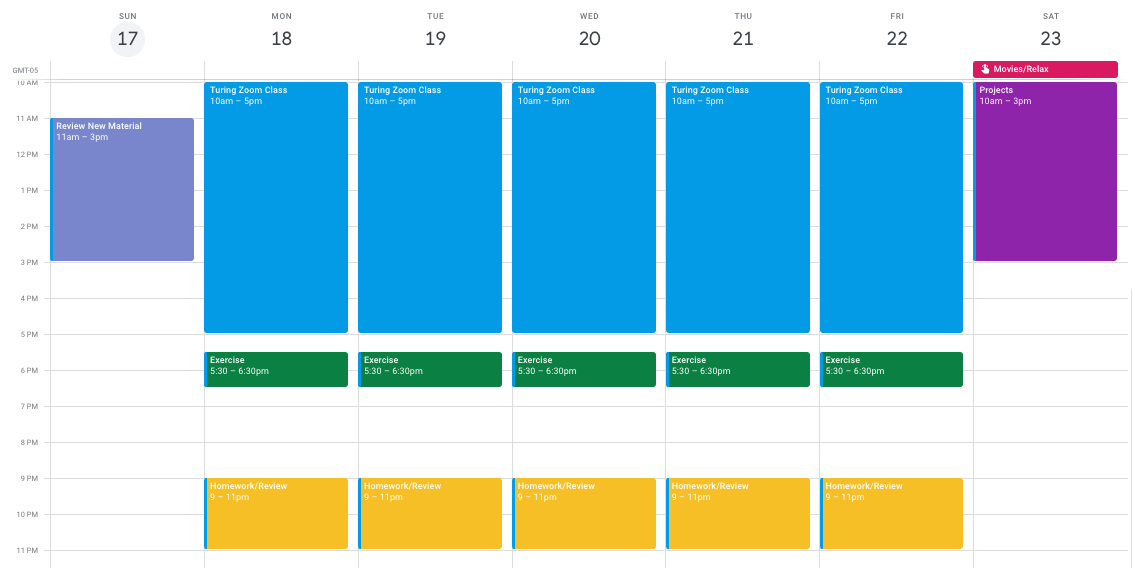 SUN MON TUE WED THU FRI SAT
17 18 19 20 21 22 23
GMT-05
Movies/Relax
10 AM
Turing Zoom Class
10am – 5pm
Turing Zoom Class
10am – 5pm
Turing Zoom Class
10am – 5pm
Turing Zoom Class
10am – 5pm
Turing Zoom Class
10am – 5pm
Projects
10am – 3pm
11 AM
Review New Material
11am – 3pm
12 PM
1 PM
2 PM
3 PM
4 PM
5 PM
Exercise
5:30 – 6:30pm
Exercise
5:30 – 6:30pm
Exercise
5:30 – 6:30pm
Exercise
5:30 – 6:30pm
Exercise
5:30 – 6:30pm
6 PM
7 PM
8 PM
9 PM
Homework/Review
9 – 11pm
Homework/Review
9 – 11pm
Homework/Review
9 – 11pm
Homework/Review
9 – 11pm
Homework/Review
9 – 11pm
10 PM
11 PM